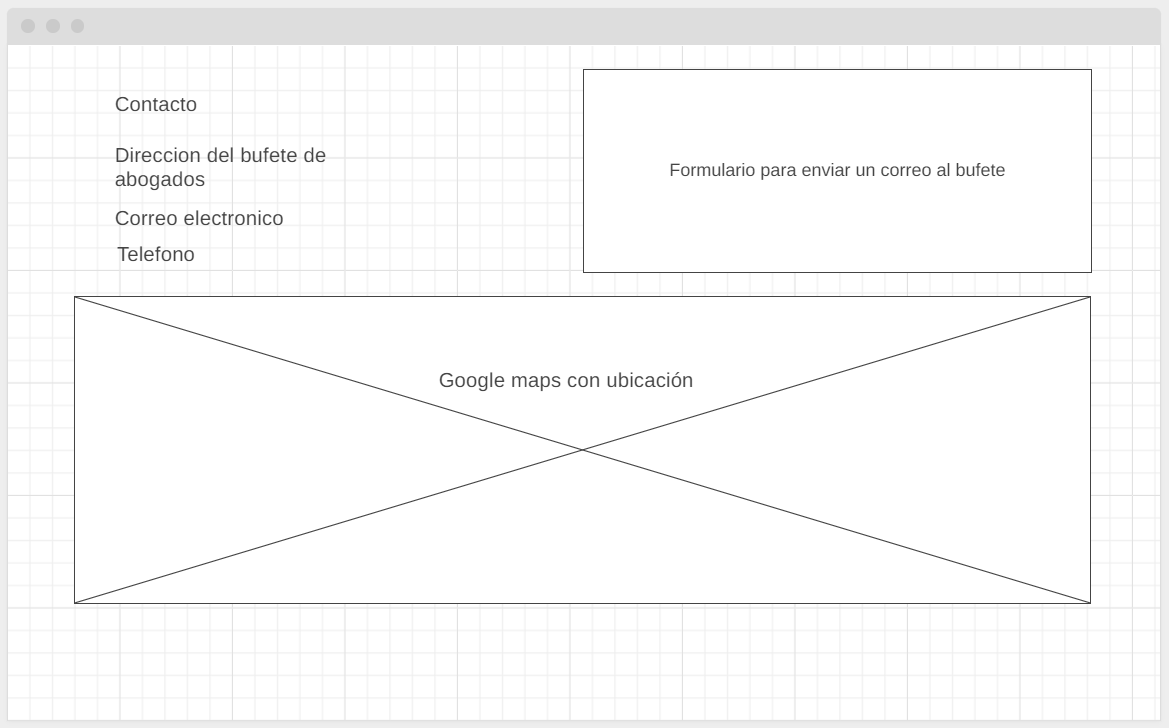 Contacto
Direccion del bufete de
abogados
Correo electronico
Telefono
Formulario para enviar un correo al bufete
Google maps con ubicación